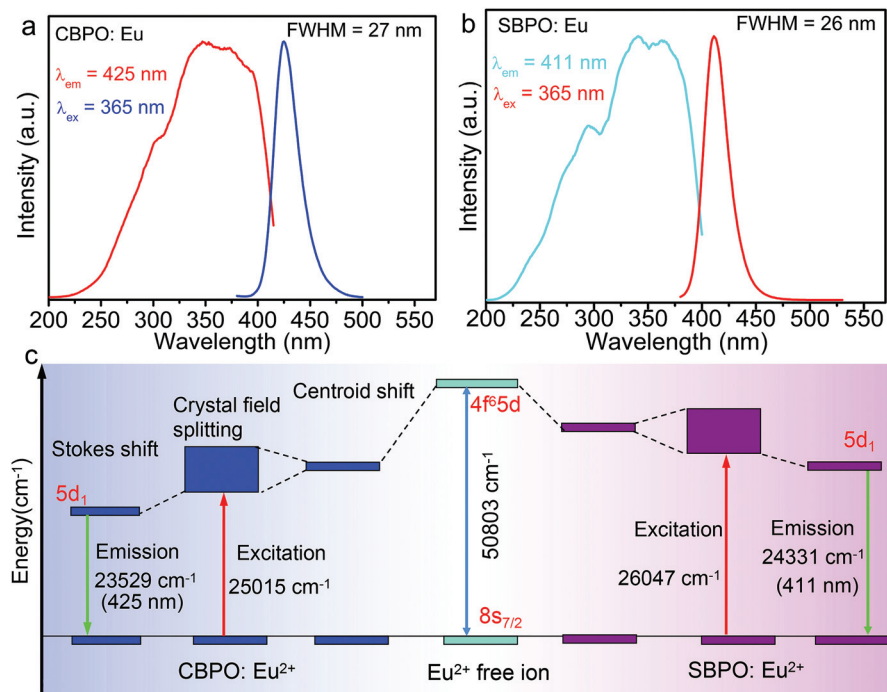 a
CBPO: Eu
FWHM = 27 nm
λem = 425 nm
λex = 365 nm
Intensity (a.u.)
200 250 300 350 400 450 500 550
Wavelength (nm)
b
SBPO: Eu
FWHM = 26 nm
λem = 411 nm
λex = 365 nm
Intensity (a.u.)
200 250 300 350 400 450 500 550
Wavelength (nm)
c
Energy(cm⁻¹)
Stokes shift
Crystal field
splitting
Centroid shift
4f⁶5d
5d₁
5d₁
Emission
23529 cm⁻¹
(425 nm)
Excitation
25015 cm⁻¹
50803 cm⁻¹
Excitation
26047 cm⁻¹
Emission
24331 cm⁻¹
(411 nm)
8s7/2
CBPO: Eu²⁺
Eu²⁺ free ion
SBPO: Eu²⁺